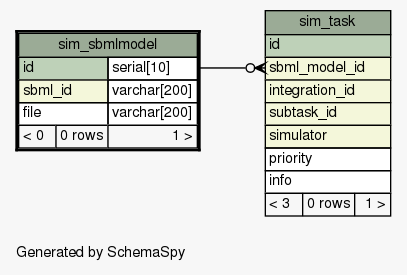 sim_sbmlmodel
id serial[10]
sbml_id varchar[200]
file varchar[200]
< 0 0 rows 1 >
sim_task
id
sbml_model_id
integration_id
subtask_id
simulator
priority
info
< 3 0 rows 1 >
Generated by SchemaSpy